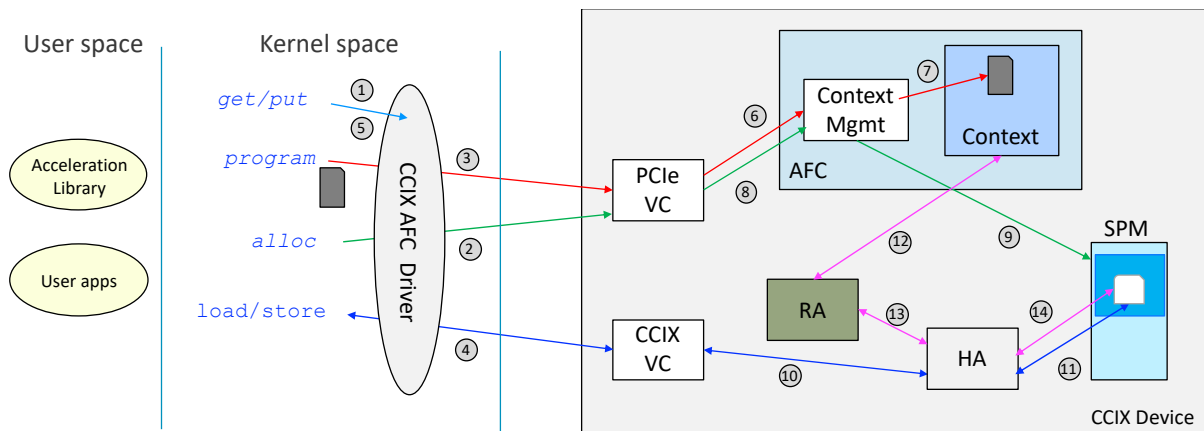 User space
Kernel space
get/put
1
5
program
3
alloc
2
load/store
4
Acceleration
Library
User apps
CCIX AFC Driver
PCIe
VC
CCIX
VC
6
8
Context
Mgmt
7
Context
AFC
12
9
SPM
RA
13
14
HA
10
11
CCIX Device